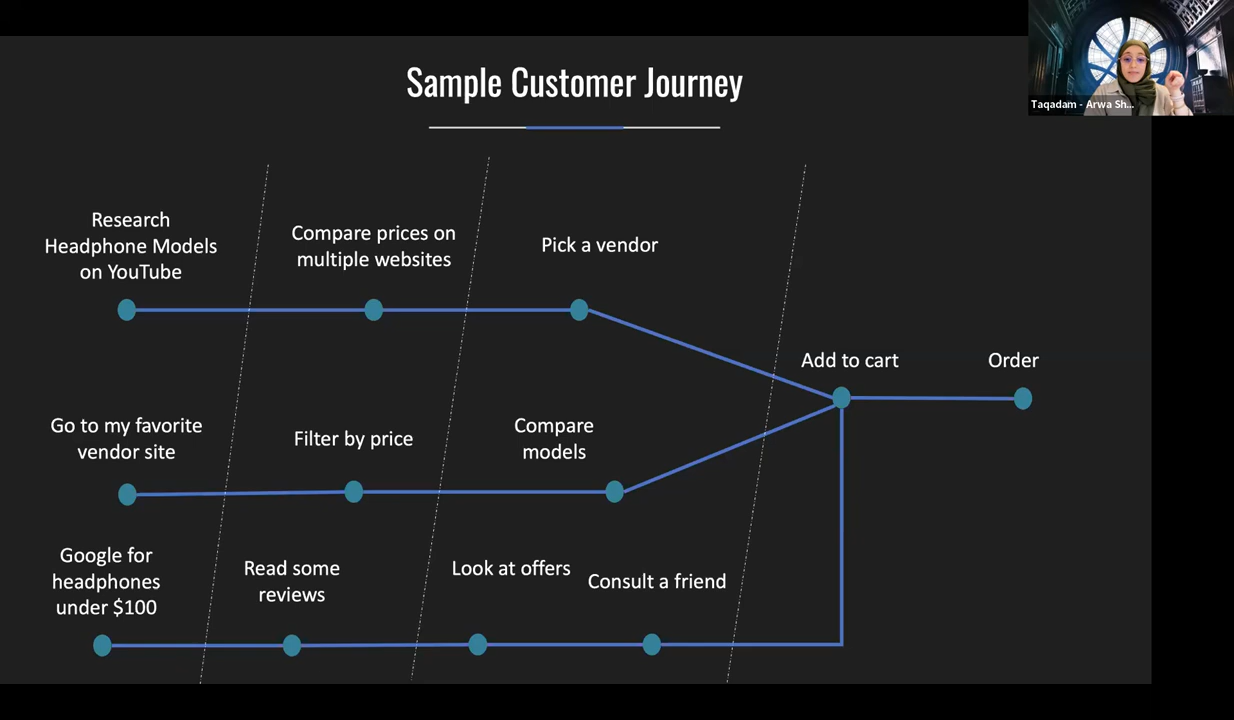 Sample Customer Journey
Taqadam - Arwa Sh...
Research
Headphone Models
on YouTube
Compare prices on
multiple websites
Pick a vendor
Add to cart
Order
Go to my favorite
vendor site
Filter by price
Compare
models
Google for
headphones
under $100
Read some
reviews
Look at offers
Consult a friend